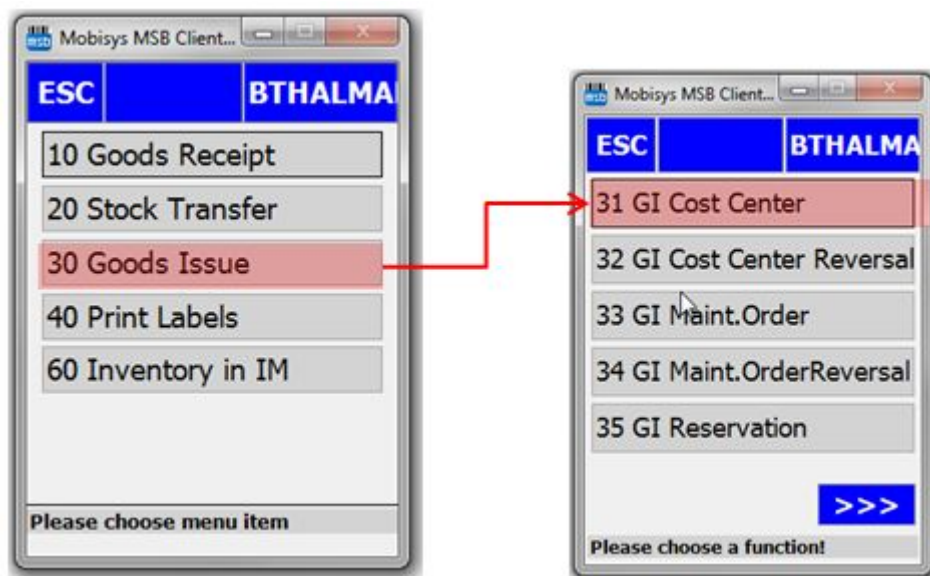 msb Mobisys MSB Client...
ESC BTHALMA
10 Goods Receipt
20 Stock Transfer
30 Goods Issue
40 Print Labels
60 Inventory in IM
Please choose menu item
msb Mobisys MSB Client...
ESC BTHALMA
31 GI Cost Center
32 GI Cost Center Reversal
33 GI Maint.Order
34 GI Maint.OrderReversal
35 GI Reservation
>>>
Please choose a function!